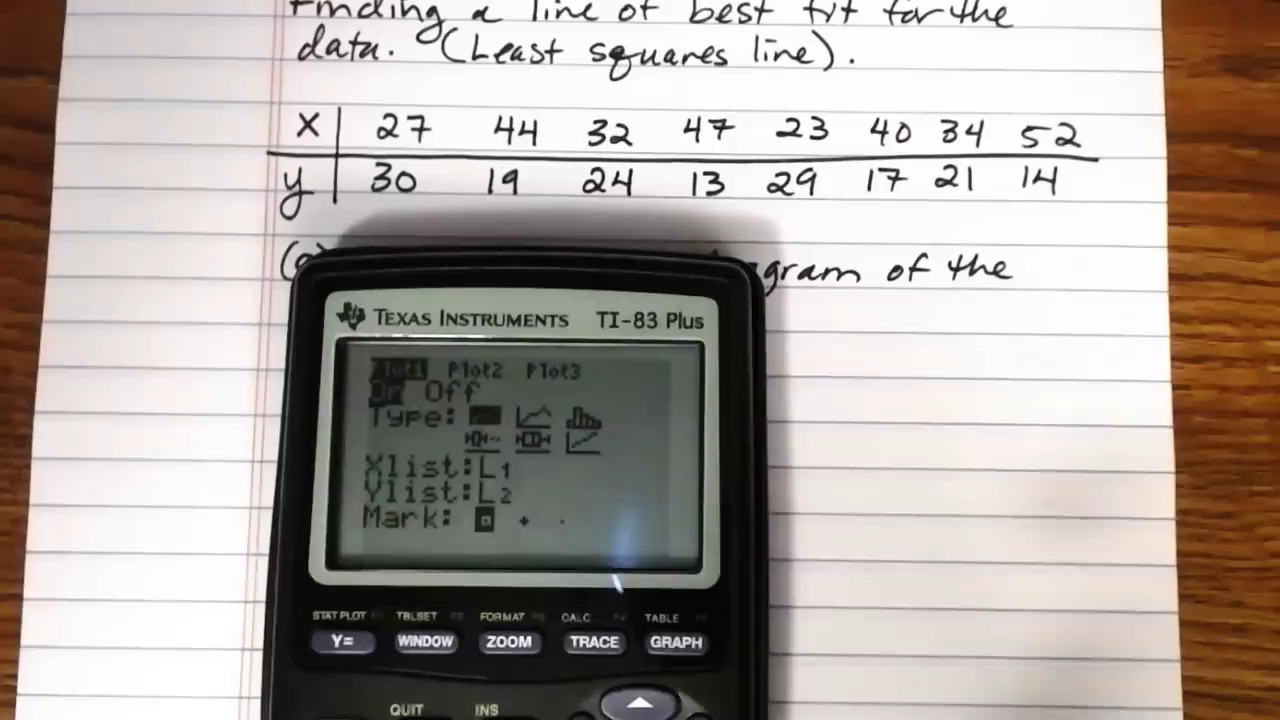 Finding a line of best fit for the
data. (Least squares line).
x 27 44 32 47 23 40 34 52
y 30 19 24 13 29 17 21 14
of the
TEXAS INSTRUMENTS TI-83 Plus
Plot1 Plot2 Plot3
On Off
Type:
Xlist:L1
Ylist:L2
Mark:
STAT PLOT TBLSET FORMAT CALC TABLE
Y= WINDOW ZOOM TRACE GRAPH
QUIT INS